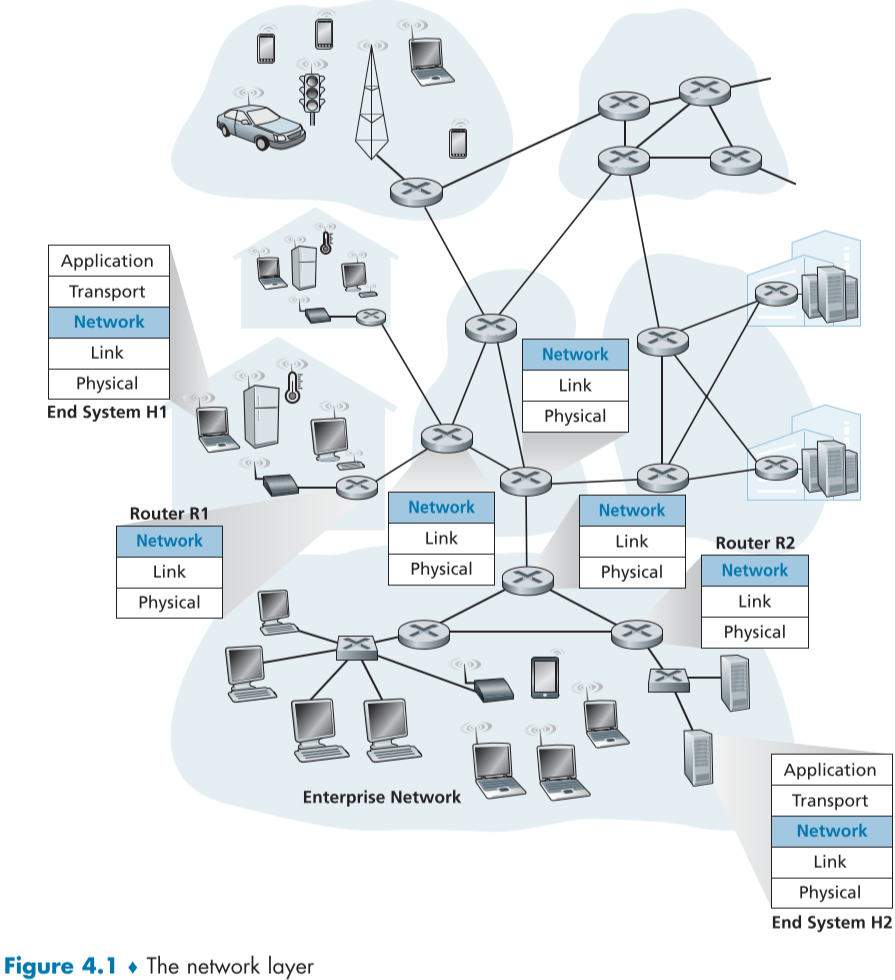 Application
Transport
Network
Link
Physical
End System H1
Network
Link
Physical
Router R1
Network
Link
Physical
Network
Link
Physical
Network
Link
Physical
Router R2
Network
Link
Physical
Enterprise Network
Application
Transport
Network
Link
Physical
End System H2
Figure 4.1 ♦ The network layer